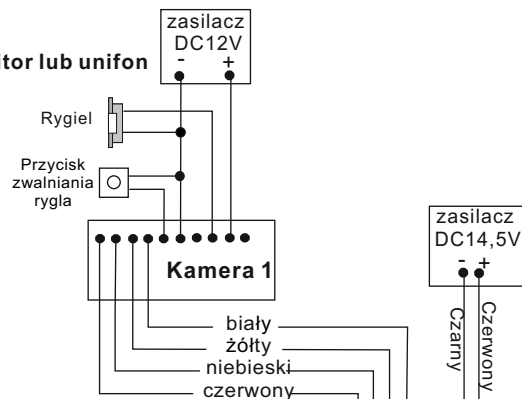 zasilacz
DC12V
- +
itor lub unifon
Rygiel
Przycisk
zwalniania
rygla
Kamera 1
zasilacz
DC14,5V
- +
Czarny
Czerwony
biały
żółty
niebieski
czerwony